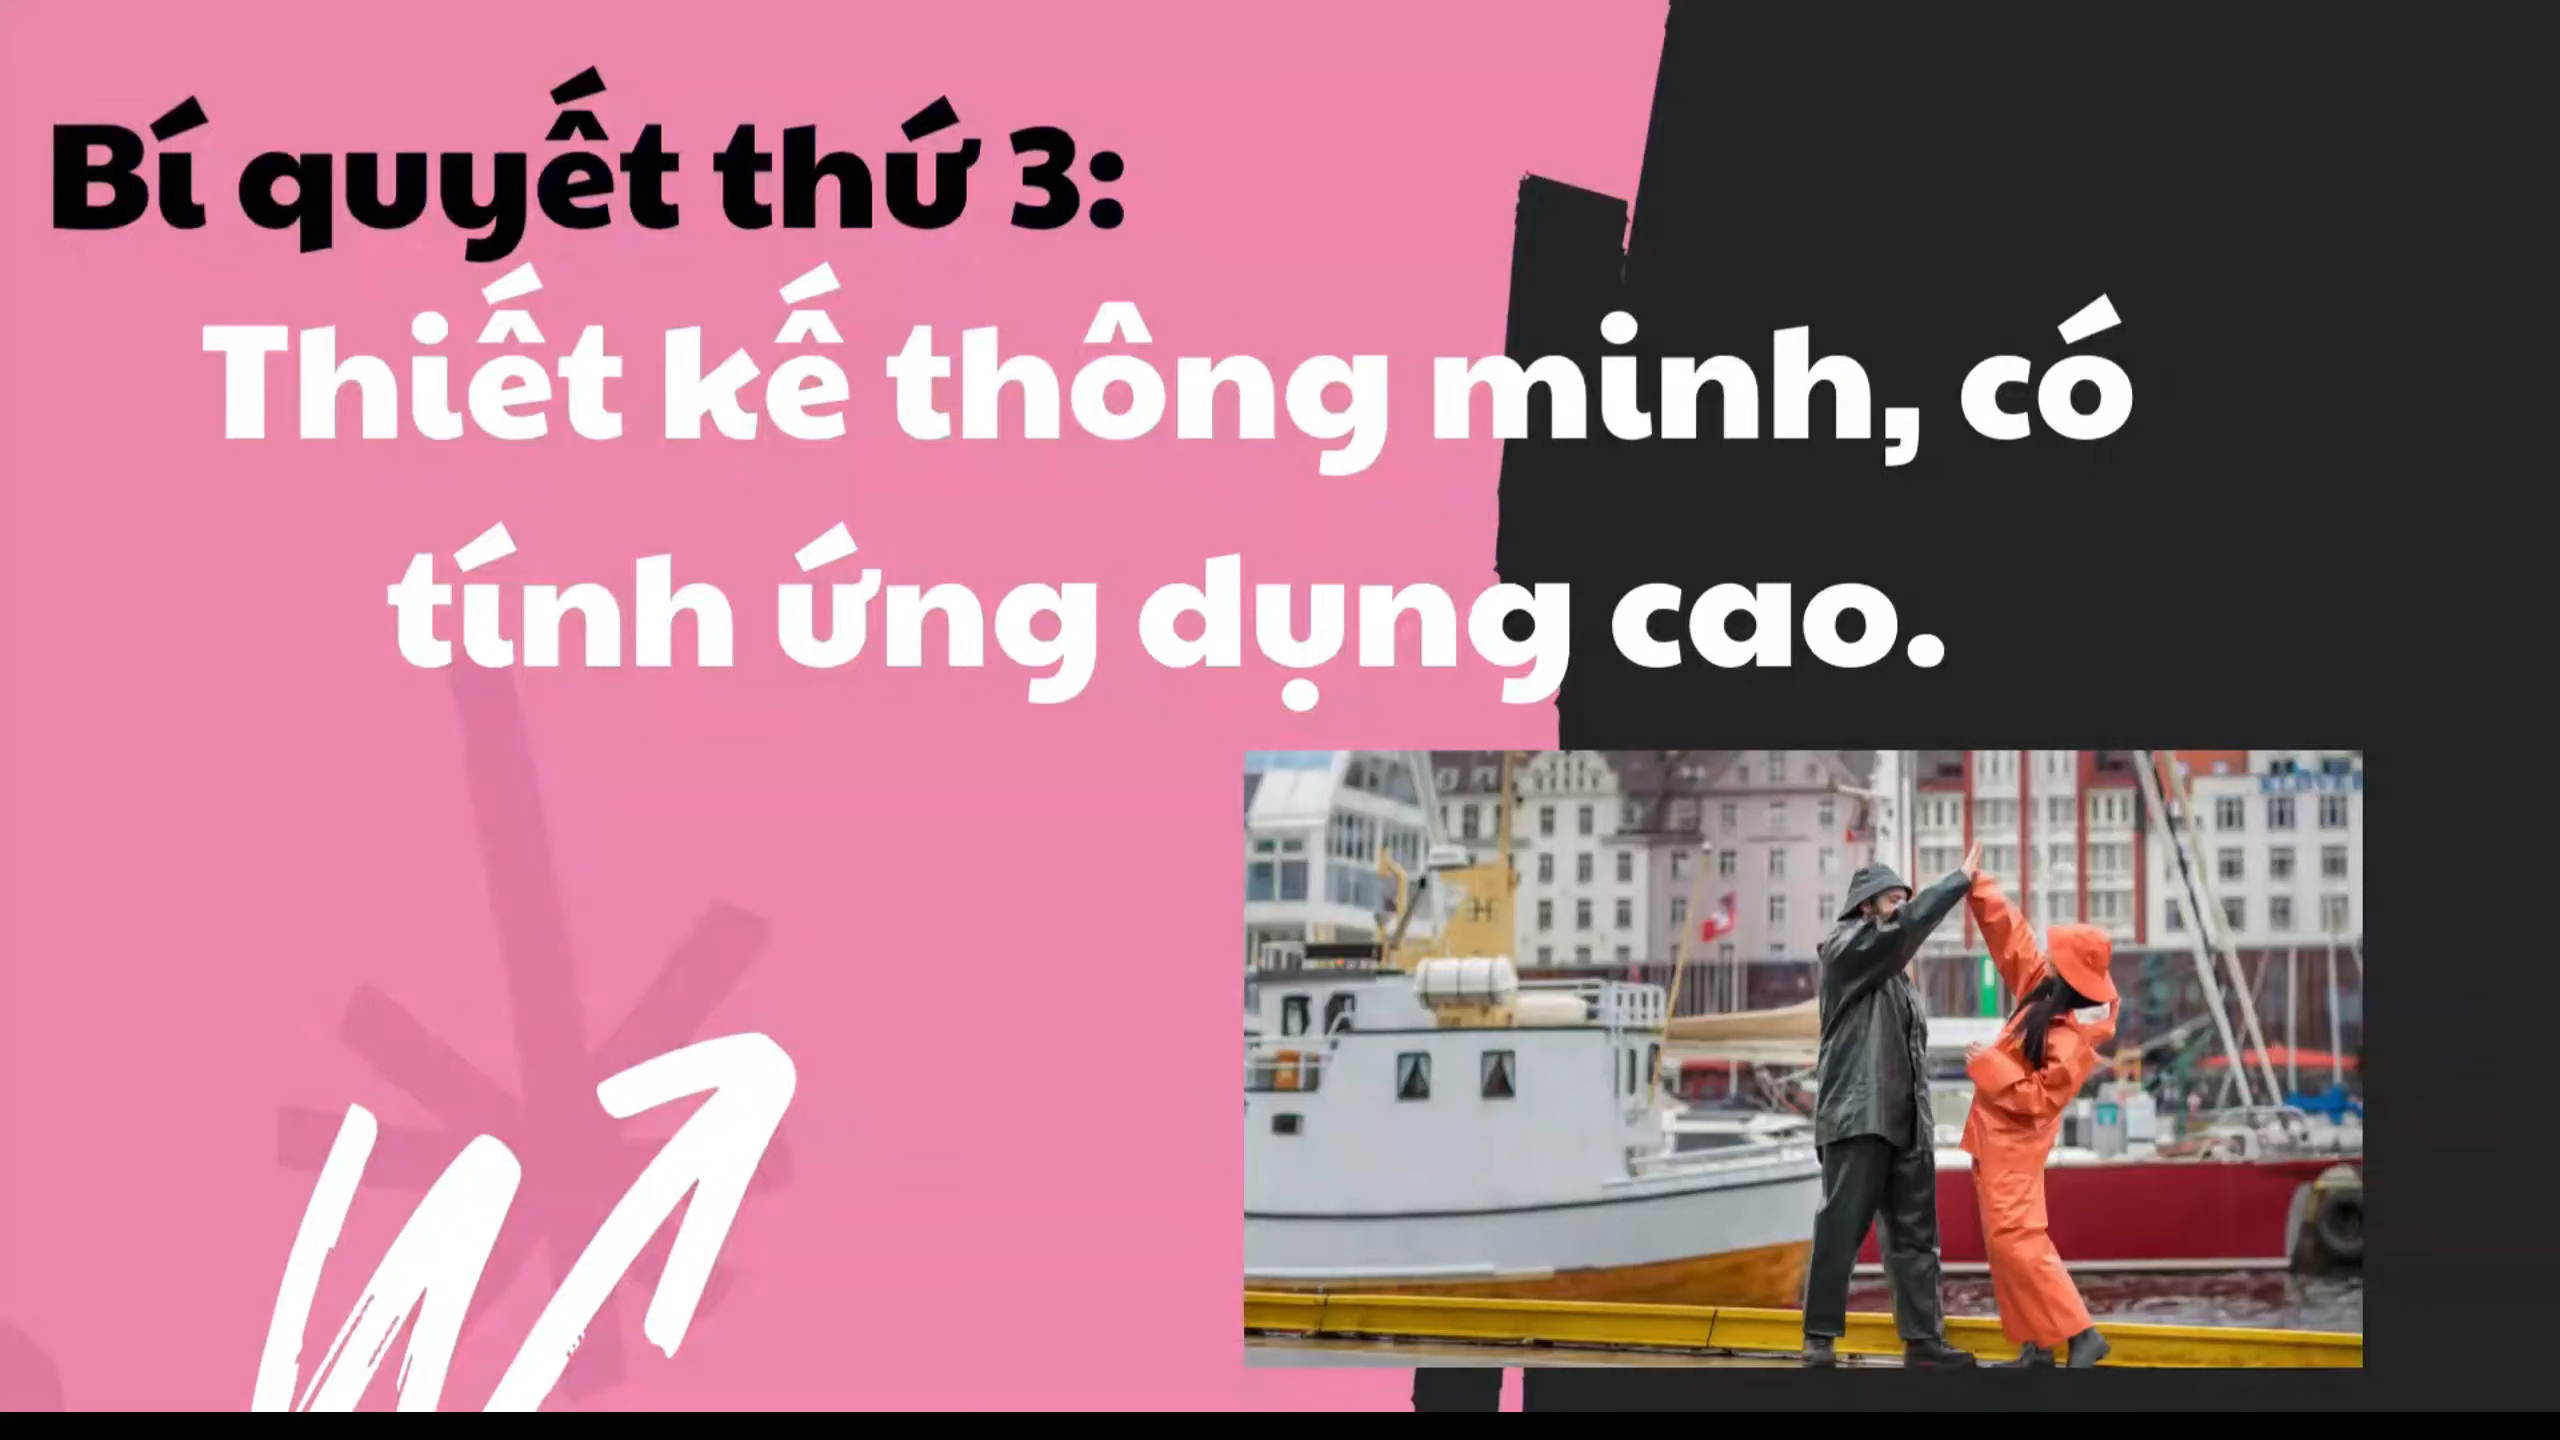 Bí quyết thứ 3:
Thiết kế thông minh, có
tính ứng dụng cao.